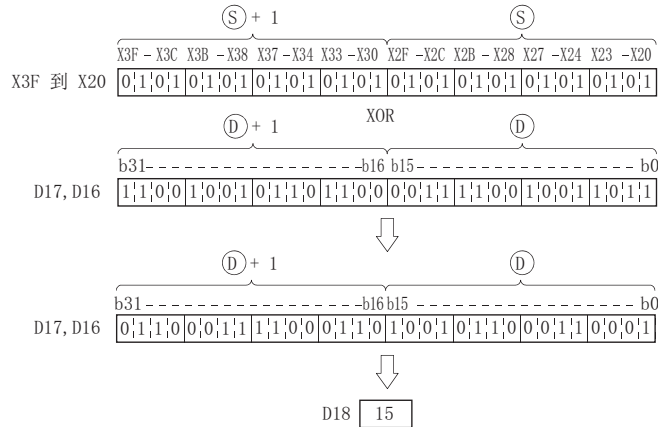 Ⓢ + 1 Ⓢ
X3F - X3C X3B - X38 X37 - X34 X33 - X30 X2F - X2C X2B - X28 X27 - X24 X23 - X20
X3F 到 X20 0 1 0 1 0 1 0 1 0 1 0 1 0 1 0 1 0 1 0 1 0 1 0 1 0 1 0 1 0 1 0 1
XOR
Ⓓ + 1 Ⓓ
b31 b16 b15 b0
D17, D16 1 1 0 0 1 0 0 1 0 1 1 0 1 1 0 0 0 0 1 1 1 1 0 0 1 0 0 1 1 0 1 1
Ⓓ + 1 Ⓓ
b31 b16 b15 b0
D17, D16 0 1 1 0 0 0 1 1 1 1 0 0 0 1 1 0 1 0 0 1 0 1 1 0 0 0 1 1 0 0 0 1
D18 15